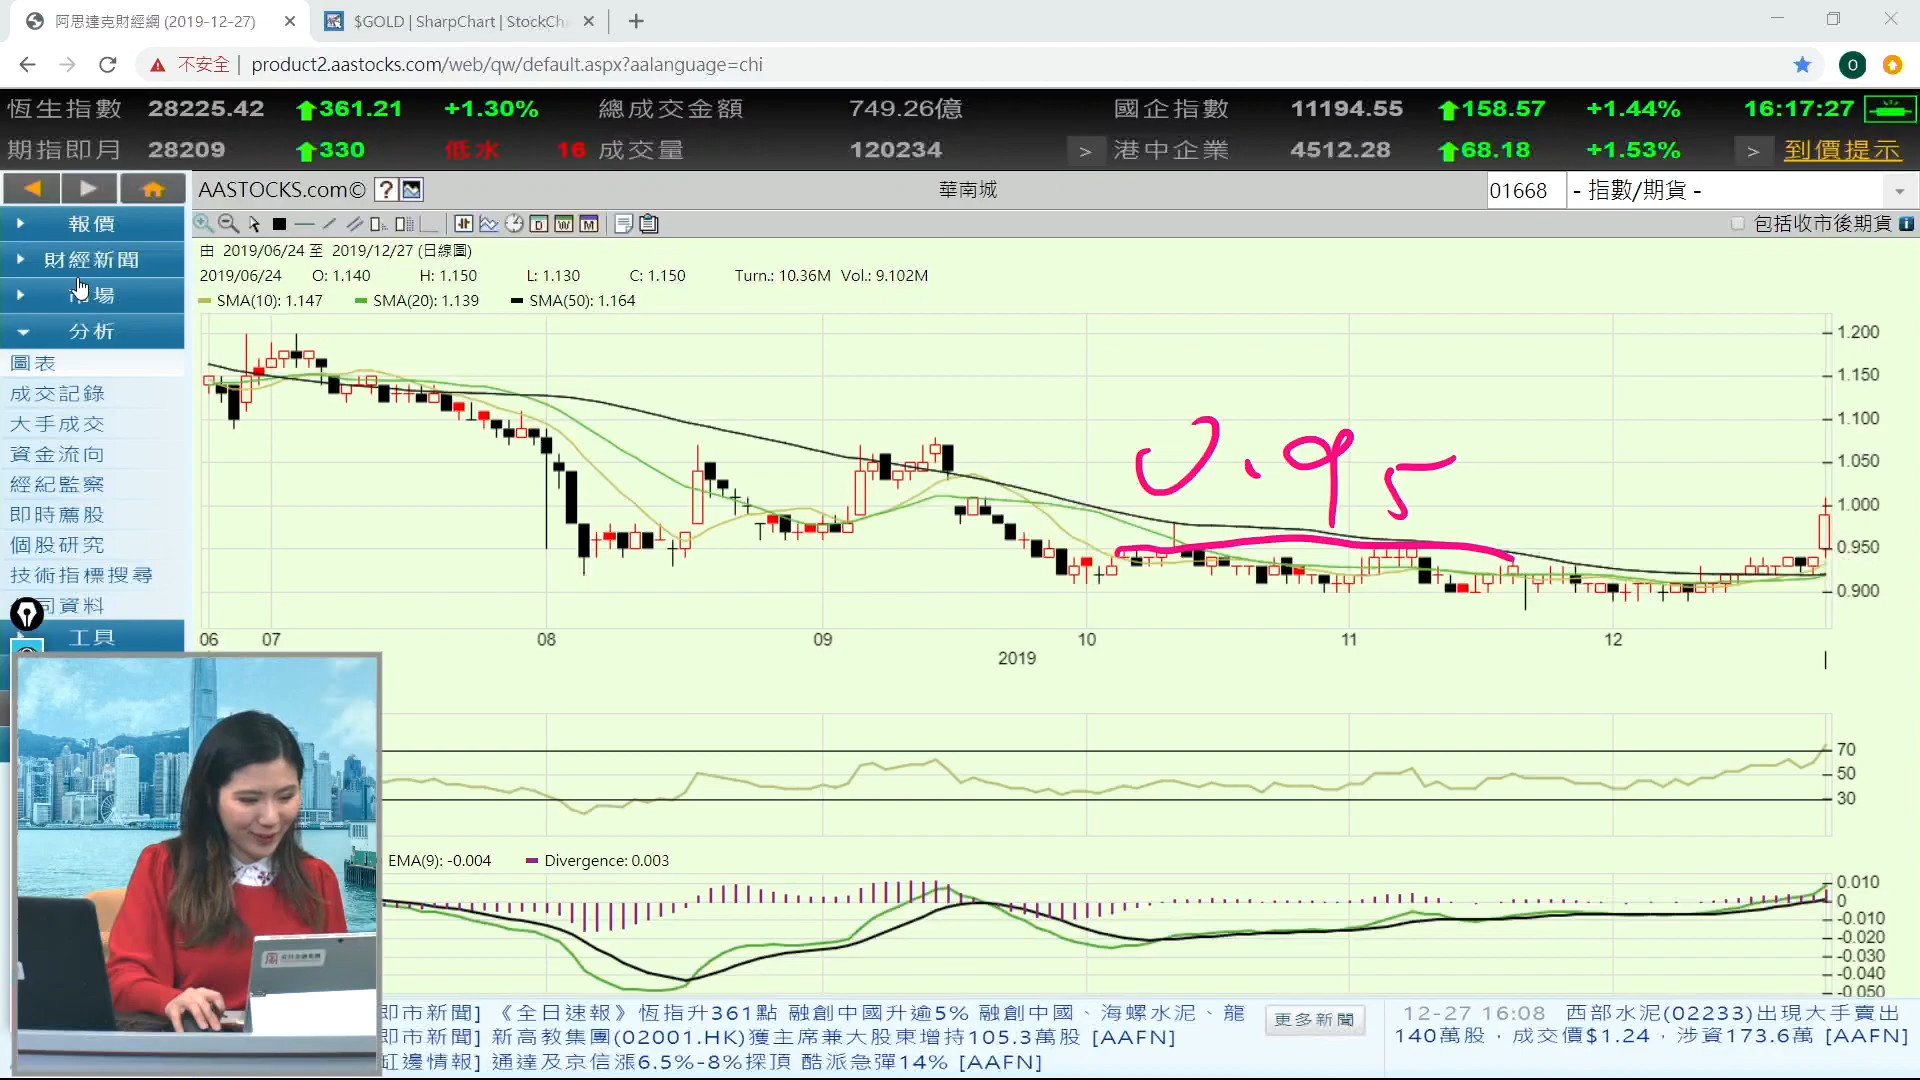 阿思達克財經網 (2019-12-27)
$GOLD | SharpChart | StockCh
不安全 | product2.aastocks.com/web/qw/default.aspx?aalanguage=chi
O
恆生指數 28225.42 361.21 +1.30% 總成交金額 749.26億 國企指數 11194.55 158.57 +1.44% 16:17:27
期指即月 28209 330 低水 16 成交量 120234 > 港中企業 4512.28 68.18 +1.53% > 到價提示
AASTOCKS.com© ? 華南城 01668 - 指數/期貨 -
D W M 包括收市後期貨 i
報價
財經新聞
市場
分析
圖表
成交記錄
大手成交
資金流向
經紀監察
即時薦股
個股研究
技術指標搜尋
司資料
工具
由 2019/06/24 至 2019/12/27 (日線圖)
2019/06/24 O: 1.140 H: 1.150 L: 1.130 C: 1.150 Turn.: 10.36M Vol.: 9.102M
SMA(10): 1.147 SMA(20): 1.139 SMA(50): 1.164
0.95
1.200
1.150
1.100
1.050
1.000
0.950
0.900
06 07 08 09 10 11 12
2019
70
50
30
EMA(9): -0.004 Divergence: 0.003
0.010
0
-0.010
-0.020
-0.030
-0.040
-0.050
即市新聞] 《全日速報》恆指升361點 融創中國升逾5% 融創中國、海螺水泥、龍
即市新聞] 新高教集團(02001.HK)獲主席兼大股東增持105.3萬股 [AAFN]
缸邊情報] 通達及京信漲6.5%-8%探頂 酷派急彈14% [AAFN]
更多新聞
12-27 16:08 西部水泥(02233)出現大手賣出
140萬股，成交價$1.24，涉資173.6萬 [AAFN]